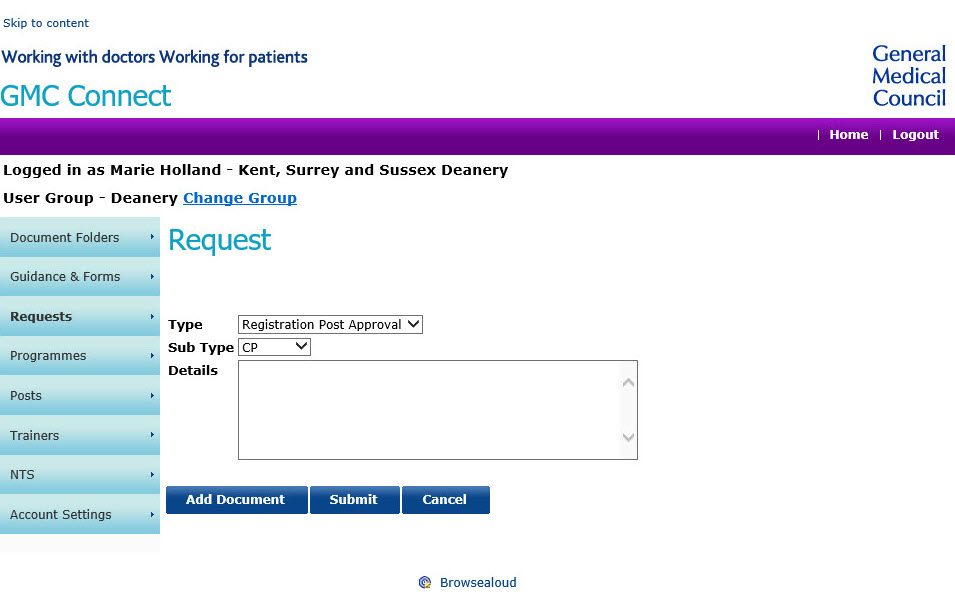 Skip to content
Working with doctors Working for patients
General
Medical
Council
GMC Connect
| Home | Logout
Logged in as Marie Holland - Kent, Surrey and Sussex Deanery
User Group - Deanery Change Group
Document Folders
Guidance & Forms
Requests
Programmes
Posts
Trainers
NTS
Account Settings
Request
Type Registration Post Approval
Sub Type CP
Details
Add Document Submit Cancel
Browsealoud